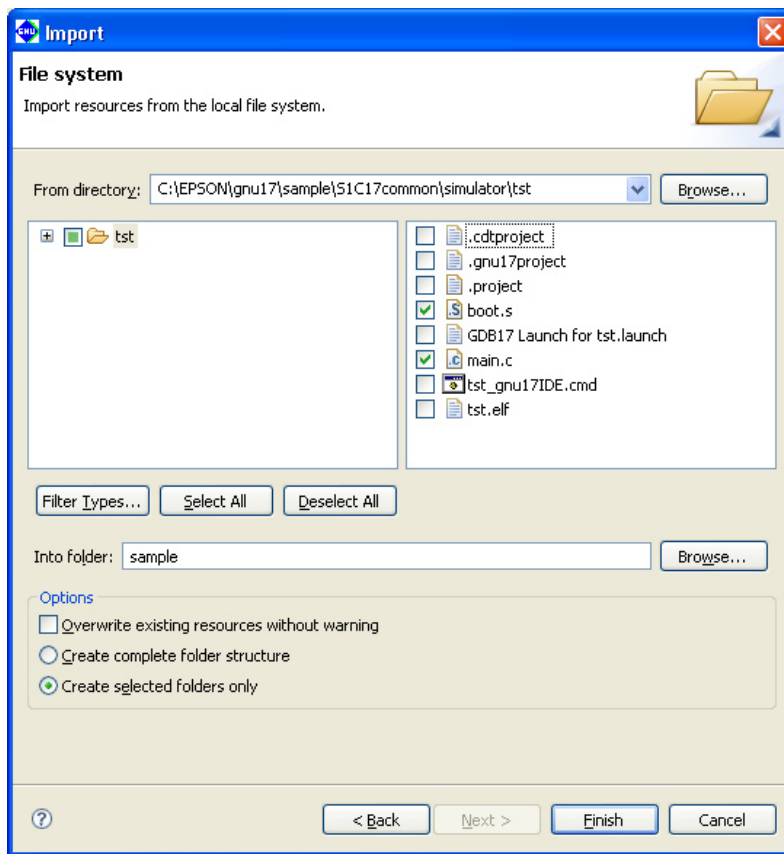 GNU Import
File system
Import resources from the local file system.
From directory: C:\EPSON\gnu17\sample\S1C17common\simulator\tst Browse...
tst
.cdtproject
.gnu17project
.project
.S boot.s
GDB17 Launch for tst.launch
.c main.c
tst_gnu17IDE.cmd
tst.elf
Filter Types... Select All Deselect All
Into folder: sample Browse...
Options
Overwrite existing resources without warning
Create complete folder structure
Create selected folders only
? < Back Next > Finish Cancel